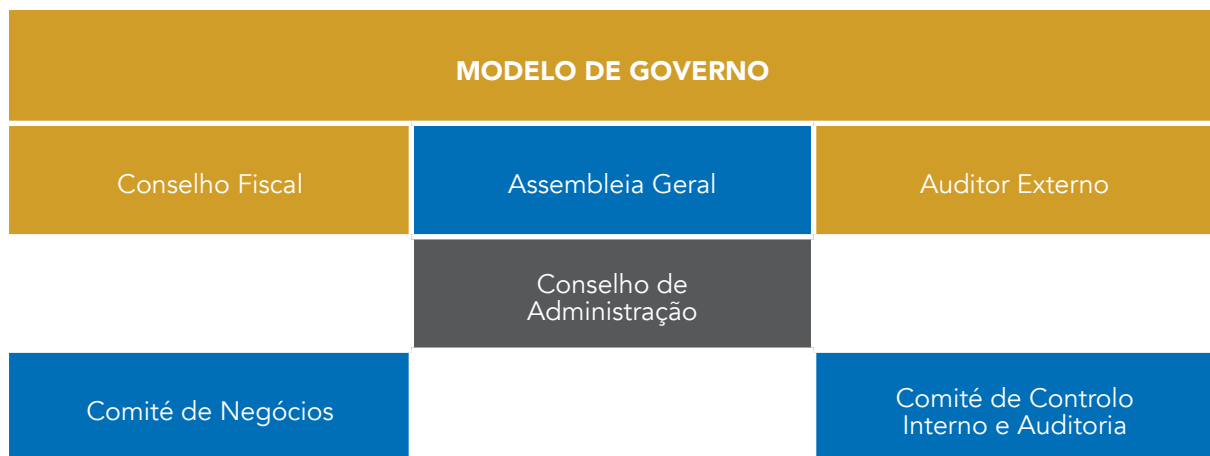 MODELO DE GOVERNO
Conselho Fiscal
Assembleia Geral
Auditor Externo
Conselho de
Administração
Comité de Negócios
Comité de Controlo
Interno e Auditoria